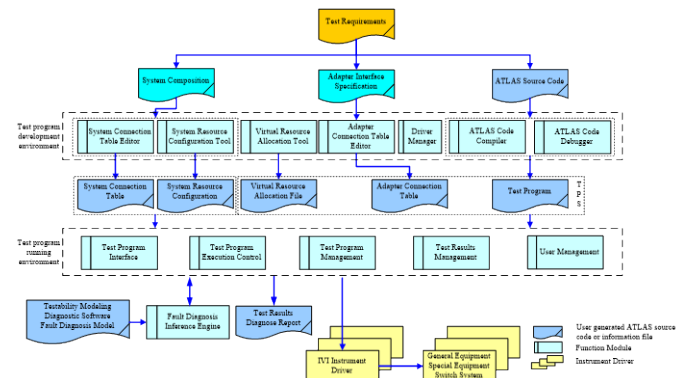 Test Requirements
System Composition
Adapter Interface
Specification
ATLAS Source Code
Test program
development
environment
System Connection
Table Editor
System Resource
Configuration Tool
Virtual Resource
Allocation Tool
Adapter
Connection Table
Editor
Driver
Manager
ATLAS Code
Compiler
ATLAS Code
Debugger
System Connection
Table
System Resource
Configuration
Virtual Resource
Allocation File
Adapter Connection
Table
Test Program
T
P
S
Test program
running
environment
Test Program
Interface
Test Program
Execution Control
Test Program
Management
Test Results
Management
User Management
Testability Modeling
Diagnostic Software
Fault Diagnosis Model
Fault Diagnosis
Inference Engine
Test Results
Diagnose Report
IVI Instrument
Driver
General Equipment
Special Equipment
Switch System
User generated ATLAS source
code or information file
Function Module
Instrument Driver